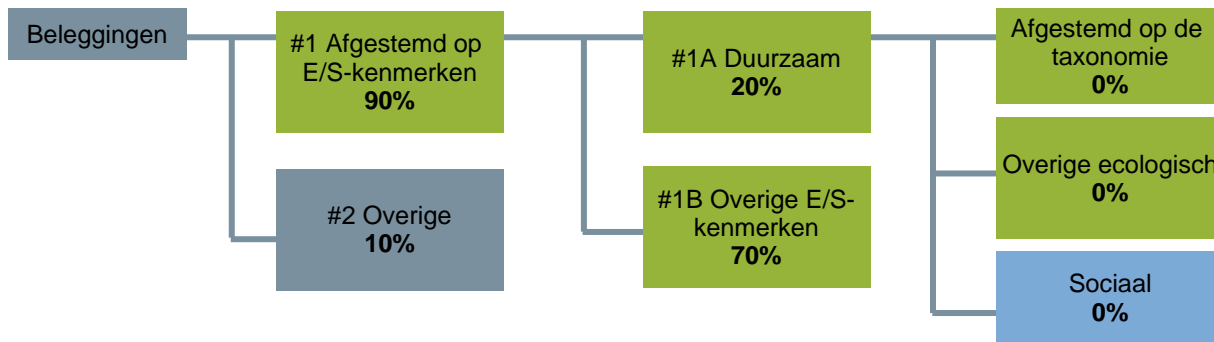 Beleggingen
#1 Afgestemd op
E/S-kenmerken
90%
#2 Overige
10%
#1A Duurzaam
20%
#1B Overige E/S-
kenmerken
70%
Afgestemd op de
taxonomie
0%
Overige ecologisch
0%
Sociaal
0%